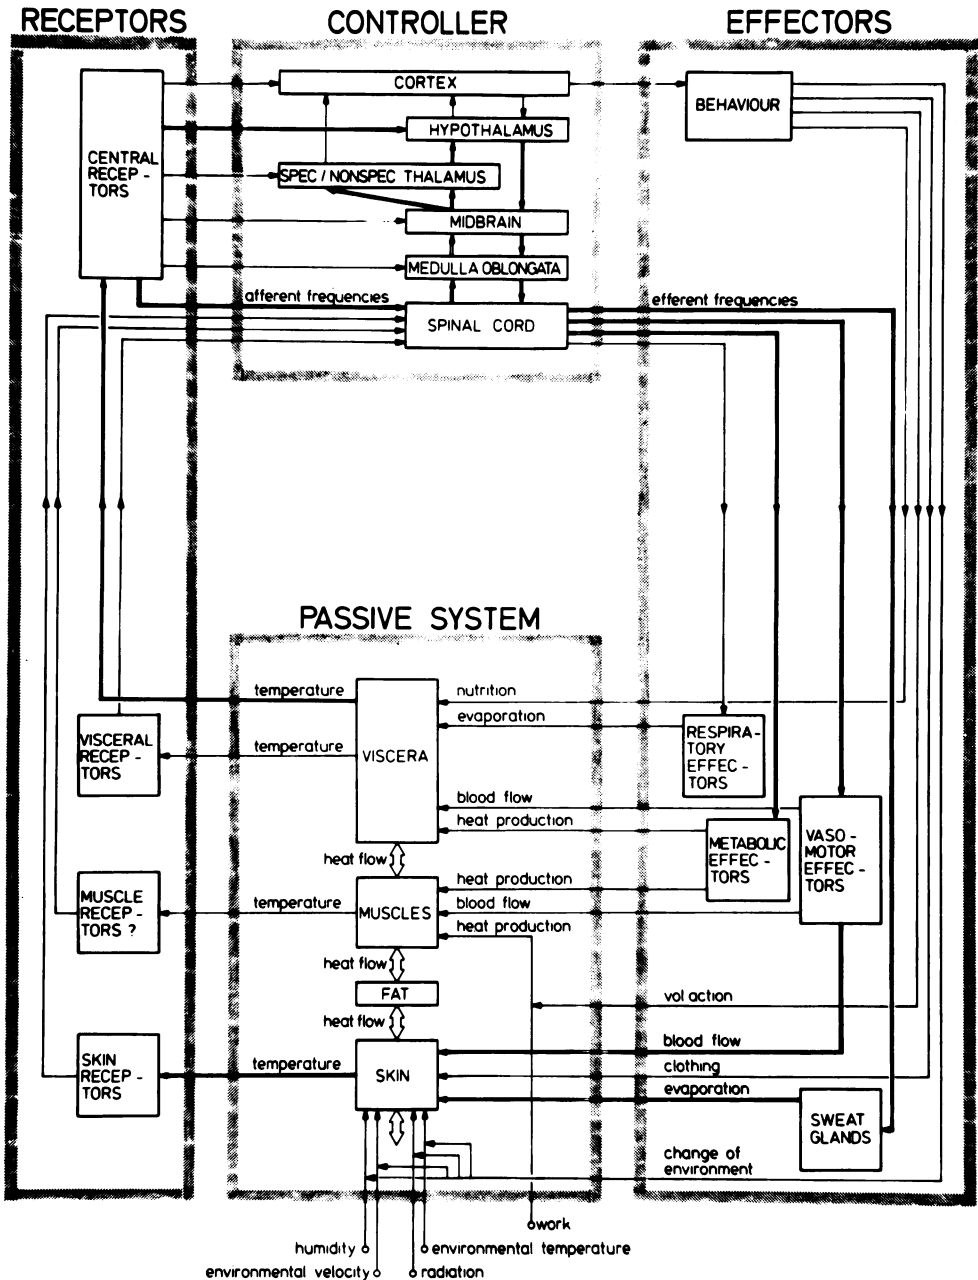 RECEPTORS
CONTROLLER
EFFECTORS
CENTRAL
RECEP -
TORS
CORTEX
HYPOTHALAMUS
SPEC / NONSPEC THALAMUS
MIDBRAIN
MEDULLA OBLONGATA
SPINAL CORD
afferent frequencies
efferent frequencies
BEHAVIOUR
PASSIVE SYSTEM
temperature
temperature
VISCERA
nutrition
evaporation
blood flow
heat production
VISCERAL
RECEP -
TORS
RESPIRA -
TORY
EFFEC -
TORS
METABOLIC
EFFEC -
TORS
VASO -
MOTOR
EFFEC -
TORS
heat flow
MUSCLE
RECEP -
TORS ?
temperature
MUSCLES
heat production
blood flow
heat production
heat flow
FAT
heat flow
vol action
SKIN
RECEP -
TORS
temperature
SKIN
blood flow
clothing
evaporation
SWEAT
GLANDS
change of
environment
work
humidity
environmental temperature
environmental velocity
radiation